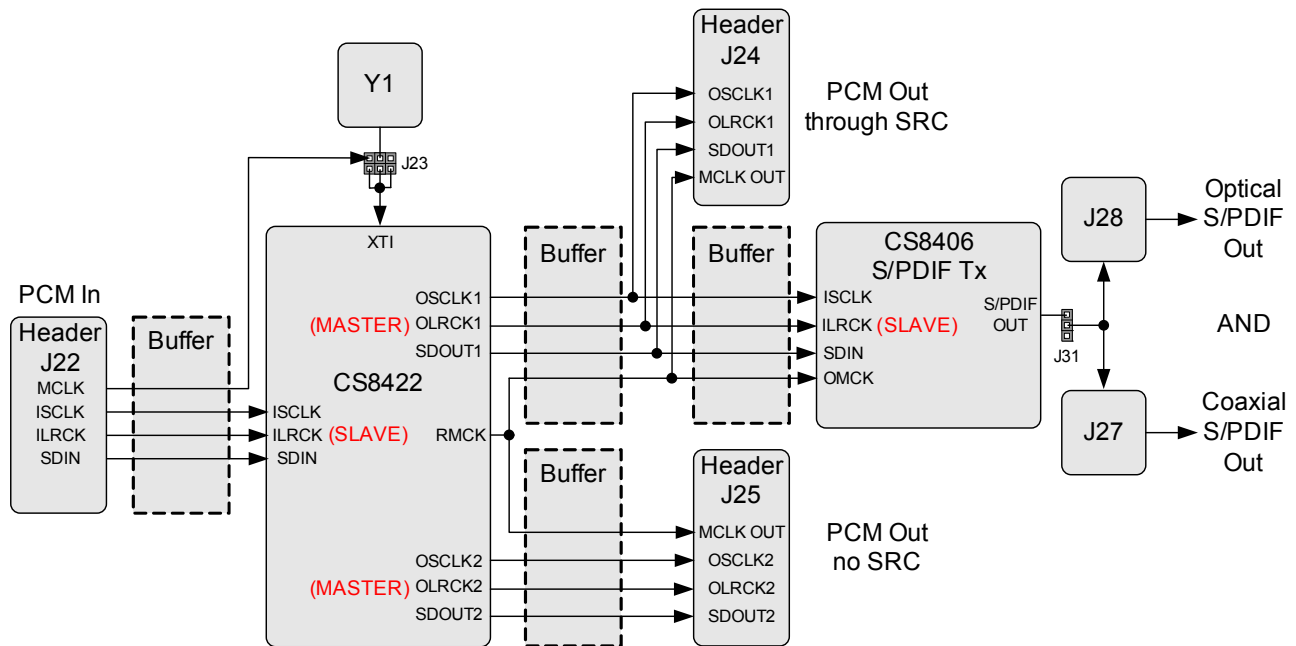 Header
J24
OSCLK1
OLRCK1
SDOUT1
MCLK OUT
PCM Out
through SRC
Y1
J23
XTI
PCM In
Header
J22
MCLK
ISCLK
ILRCK
SDIN
Buffer
ISCLK
ILRCK (SLAVE)
SDIN
CS8422
OSCLK1
(MASTER) OLRCK1
SDOUT1
RMCK
OSCLK2
(MASTER) OLRCK2
SDOUT2
Buffer
Buffer
Buffer
CS8406
S/PDIF Tx
ISCLK
ILRCK (SLAVE)
SDIN
OMCK
S/PDIF
OUT
J31
J28
Optical
S/PDIF
Out
AND
J27
Coaxial
S/PDIF
Out
Header
J25
MCLK OUT
OSCLK2
OLRCK2
SDOUT2
PCM Out
no SRC